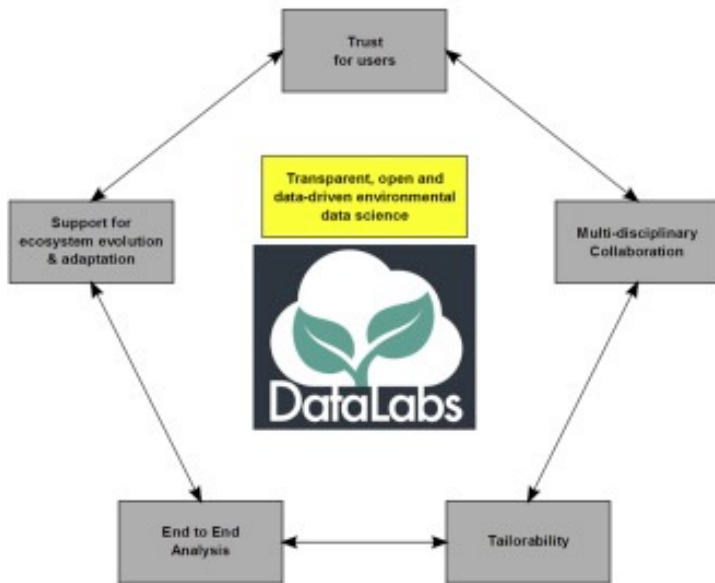 Trust
for users
Transparent, open and
data-driven environmental
data science
Support for
ecosystem evolution
& adaptation
Multi-disciplinary
Collaboration
DataLabs
End to End
Analysis
Tailorability